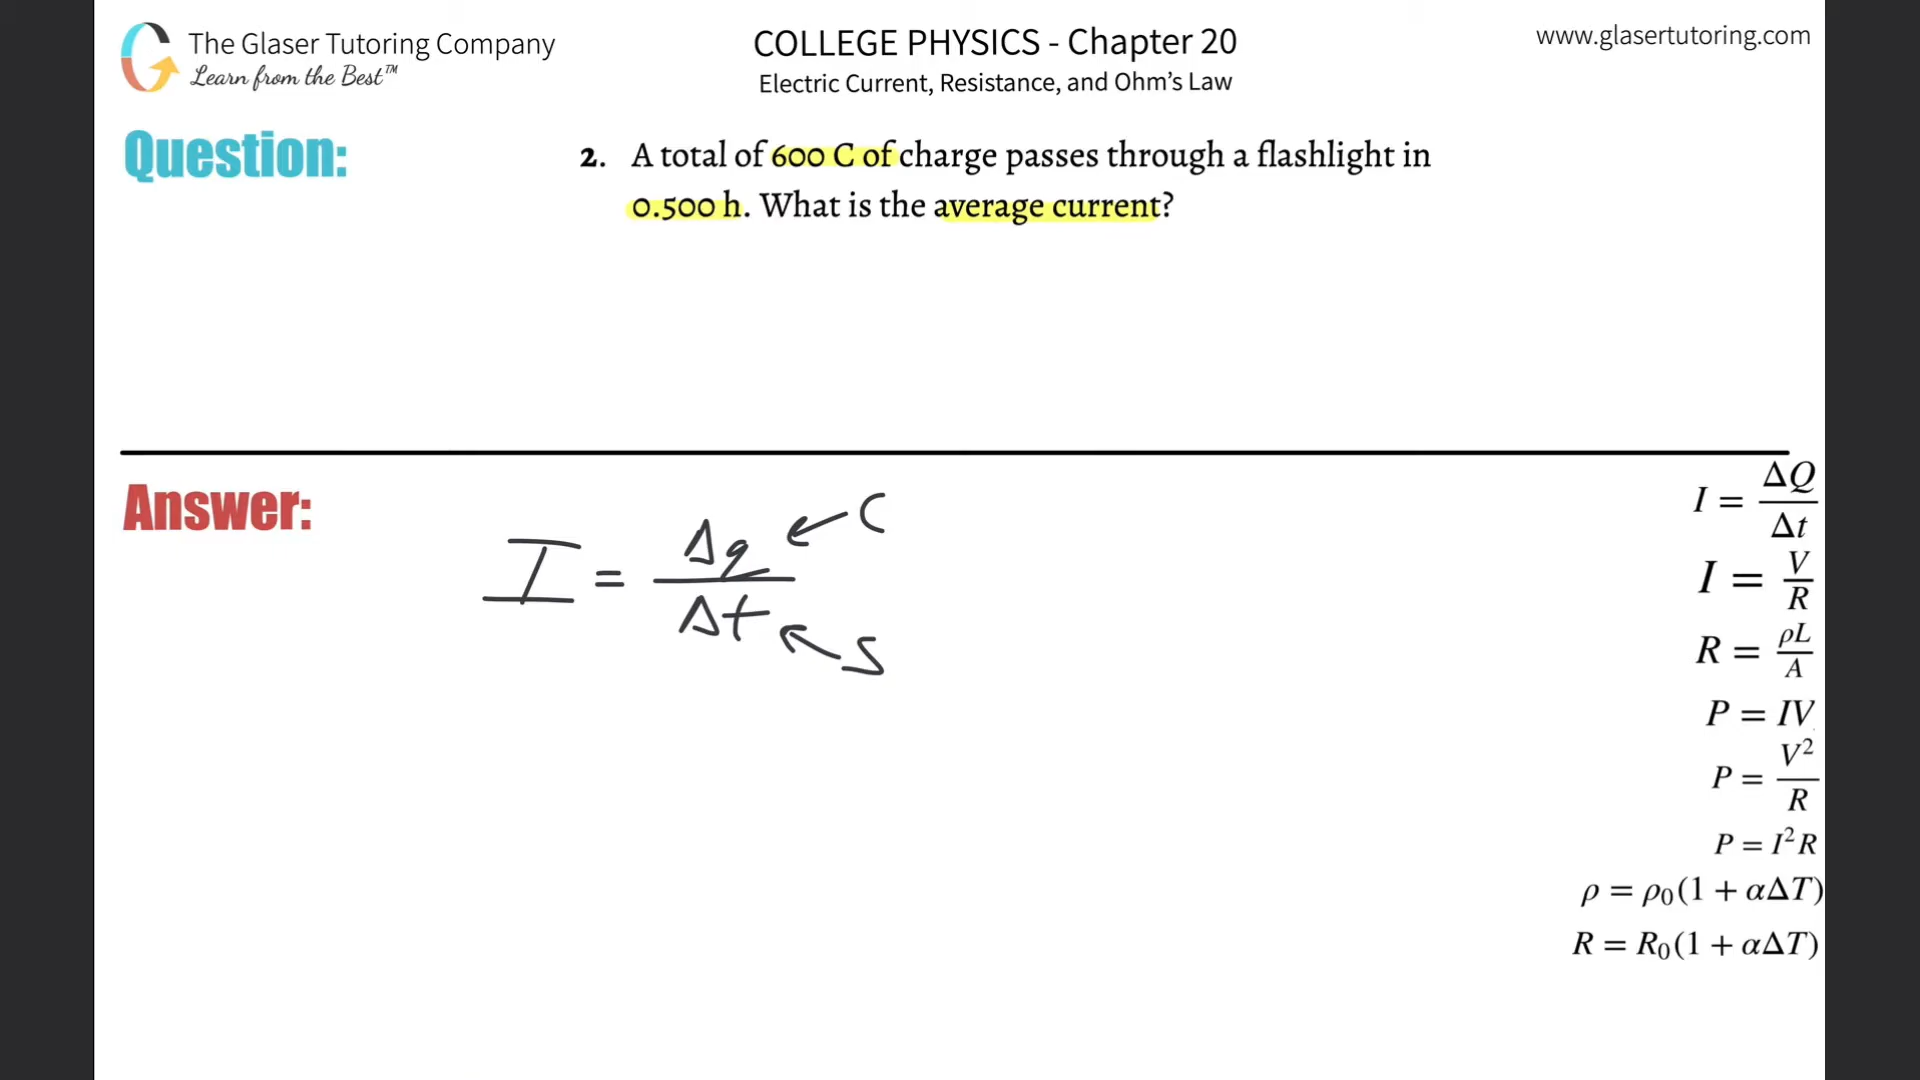 The Glaser Tutoring Company
Learn from the Best™
COLLEGE PHYSICS - Chapter 20
Electric Current, Resistance, and Ohm’s Law
www.glasertutoring.com
Question:
2. A total of 600 C of charge passes through a flashlight in
0.500 h. What is the average current?
Answer:
I = Δq/Δt
C
S
I = ΔQ/Δt
I = V/R
R = ρL/A
P = IV
P = V²/R
P = I²R
ρ = ρ₀(1 + αΔT)
R = R₀(1 + αΔT)